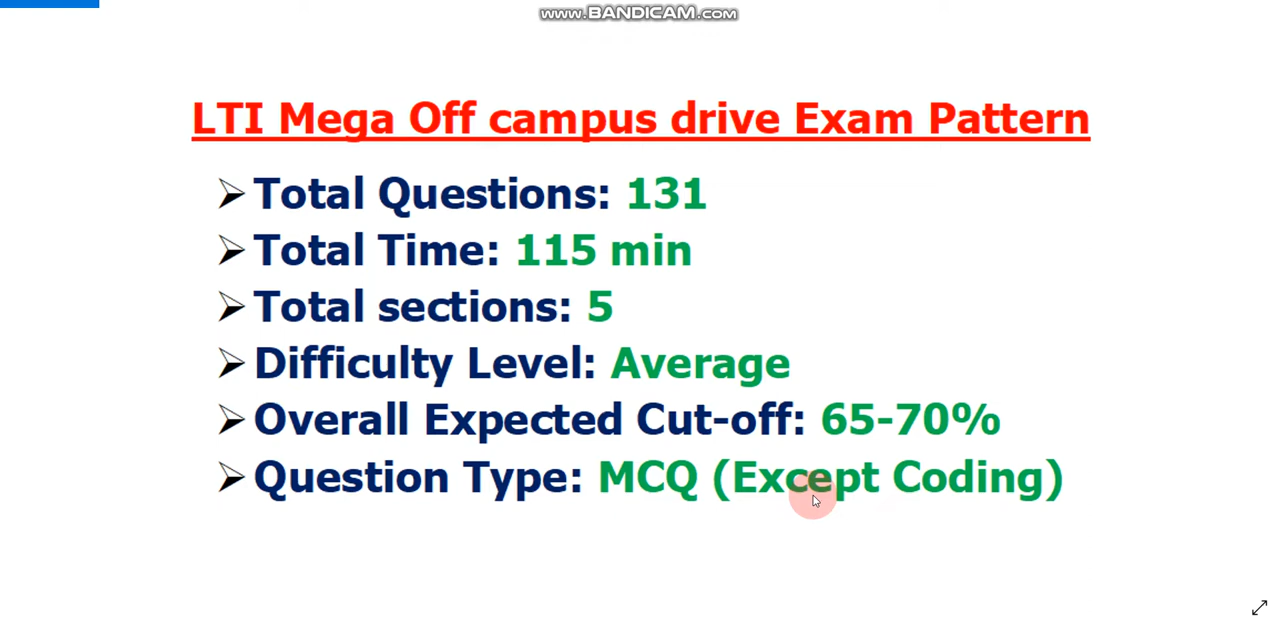 www.BANDICAM.com
LTI Mega Off campus drive Exam Pattern
Total Questions: 131
Total Time: 115 min
Total sections: 5
Difficulty Level: Average
Overall Expected Cut-off: 65-70%
Question Type: MCQ (Except Coding)